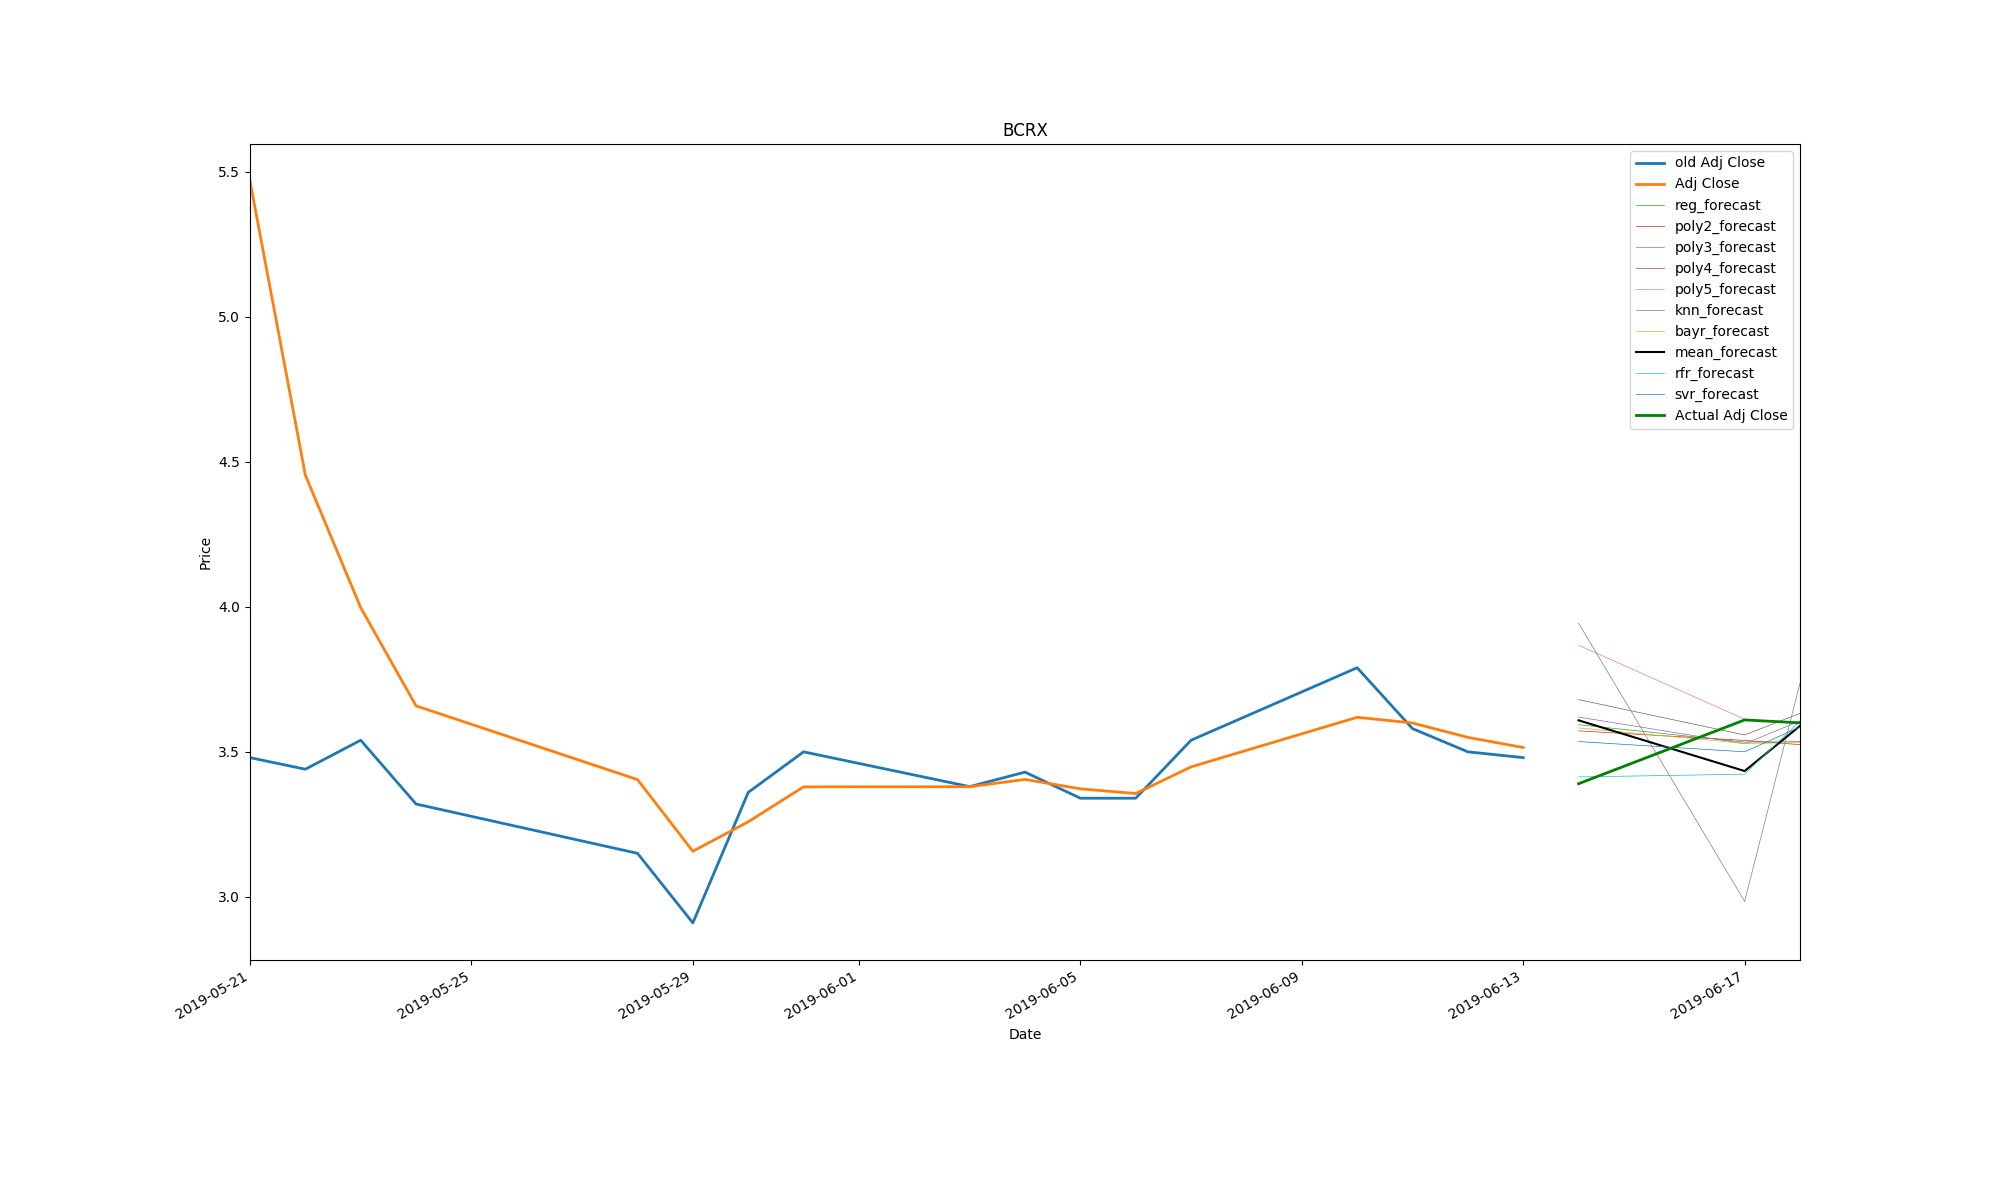 BCRX
5.5
5.0
4.5
4.0
3.5
3.0
Price
old Adj Close
Adj Close
reg_forecast
poly2_forecast
poly3_forecast
poly4_forecast
poly5_forecast
knn_forecast
bayr_forecast
mean_forecast
rfr_forecast
svr_forecast
Actual Adj Close
2019-05-21
2019-05-25
2019-05-29
2019-06-01
2019-06-05
2019-06-09
2019-06-13
2019-06-17
Date